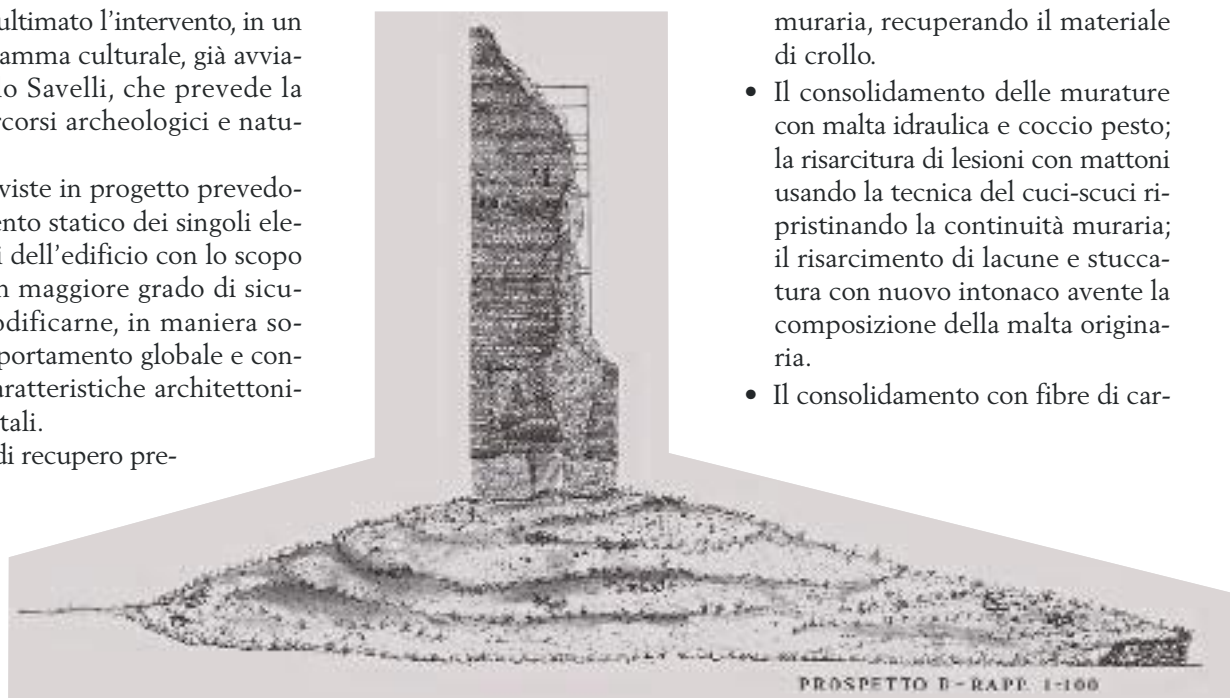 ultimato l'intervento, in un
amma culturale, già avvia-
o Savelli, che prevede la
rcorsi archeologici e natu-
viste in progetto prevedo-
ento statico dei singoli ele-
i dell'edificio con lo scopo
n maggiore grado di sicu-
odificarne, in maniera so-
portamento globale e con-
aratteristiche architettoni-
tali.
di recupero pre-
muraria, recuperando il materiale
di crollo.
• Il consolidamento delle murature
con malta idraulica e coccio pesto;
la risarcitura di lesioni con mattoni
usando la tecnica del cuci-scuci ri-
pristinando la continuità muraria;
il risarcimento di lacune e stucca-
tura con nuovo intonaco avente la
composizione della malta origina-
ria.
• Il consolidamento con fibre di car-
PROSPETTO B - RAPP. 1-100